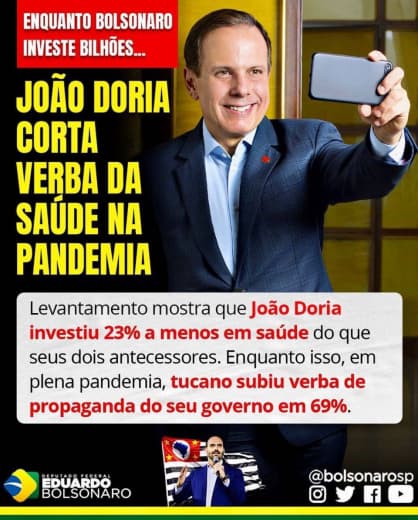 ENQUANTO BOLSONARO
INVESTE BILHÕES...
JOÃO DORIA
CORTA
VERBA DA
SAÚDE NA
PANDEMIA
Levantamento mostra que João Doria
investiu 23% a menos em saúde do que
seus dois antecessores. Enquanto isso, em
plena pandemia, tucano subiu verba de
propaganda do seu governo em 69%.
DEPUTADO FEDERAL
EDUARDO
BOLSONARO
@bolsonarosp